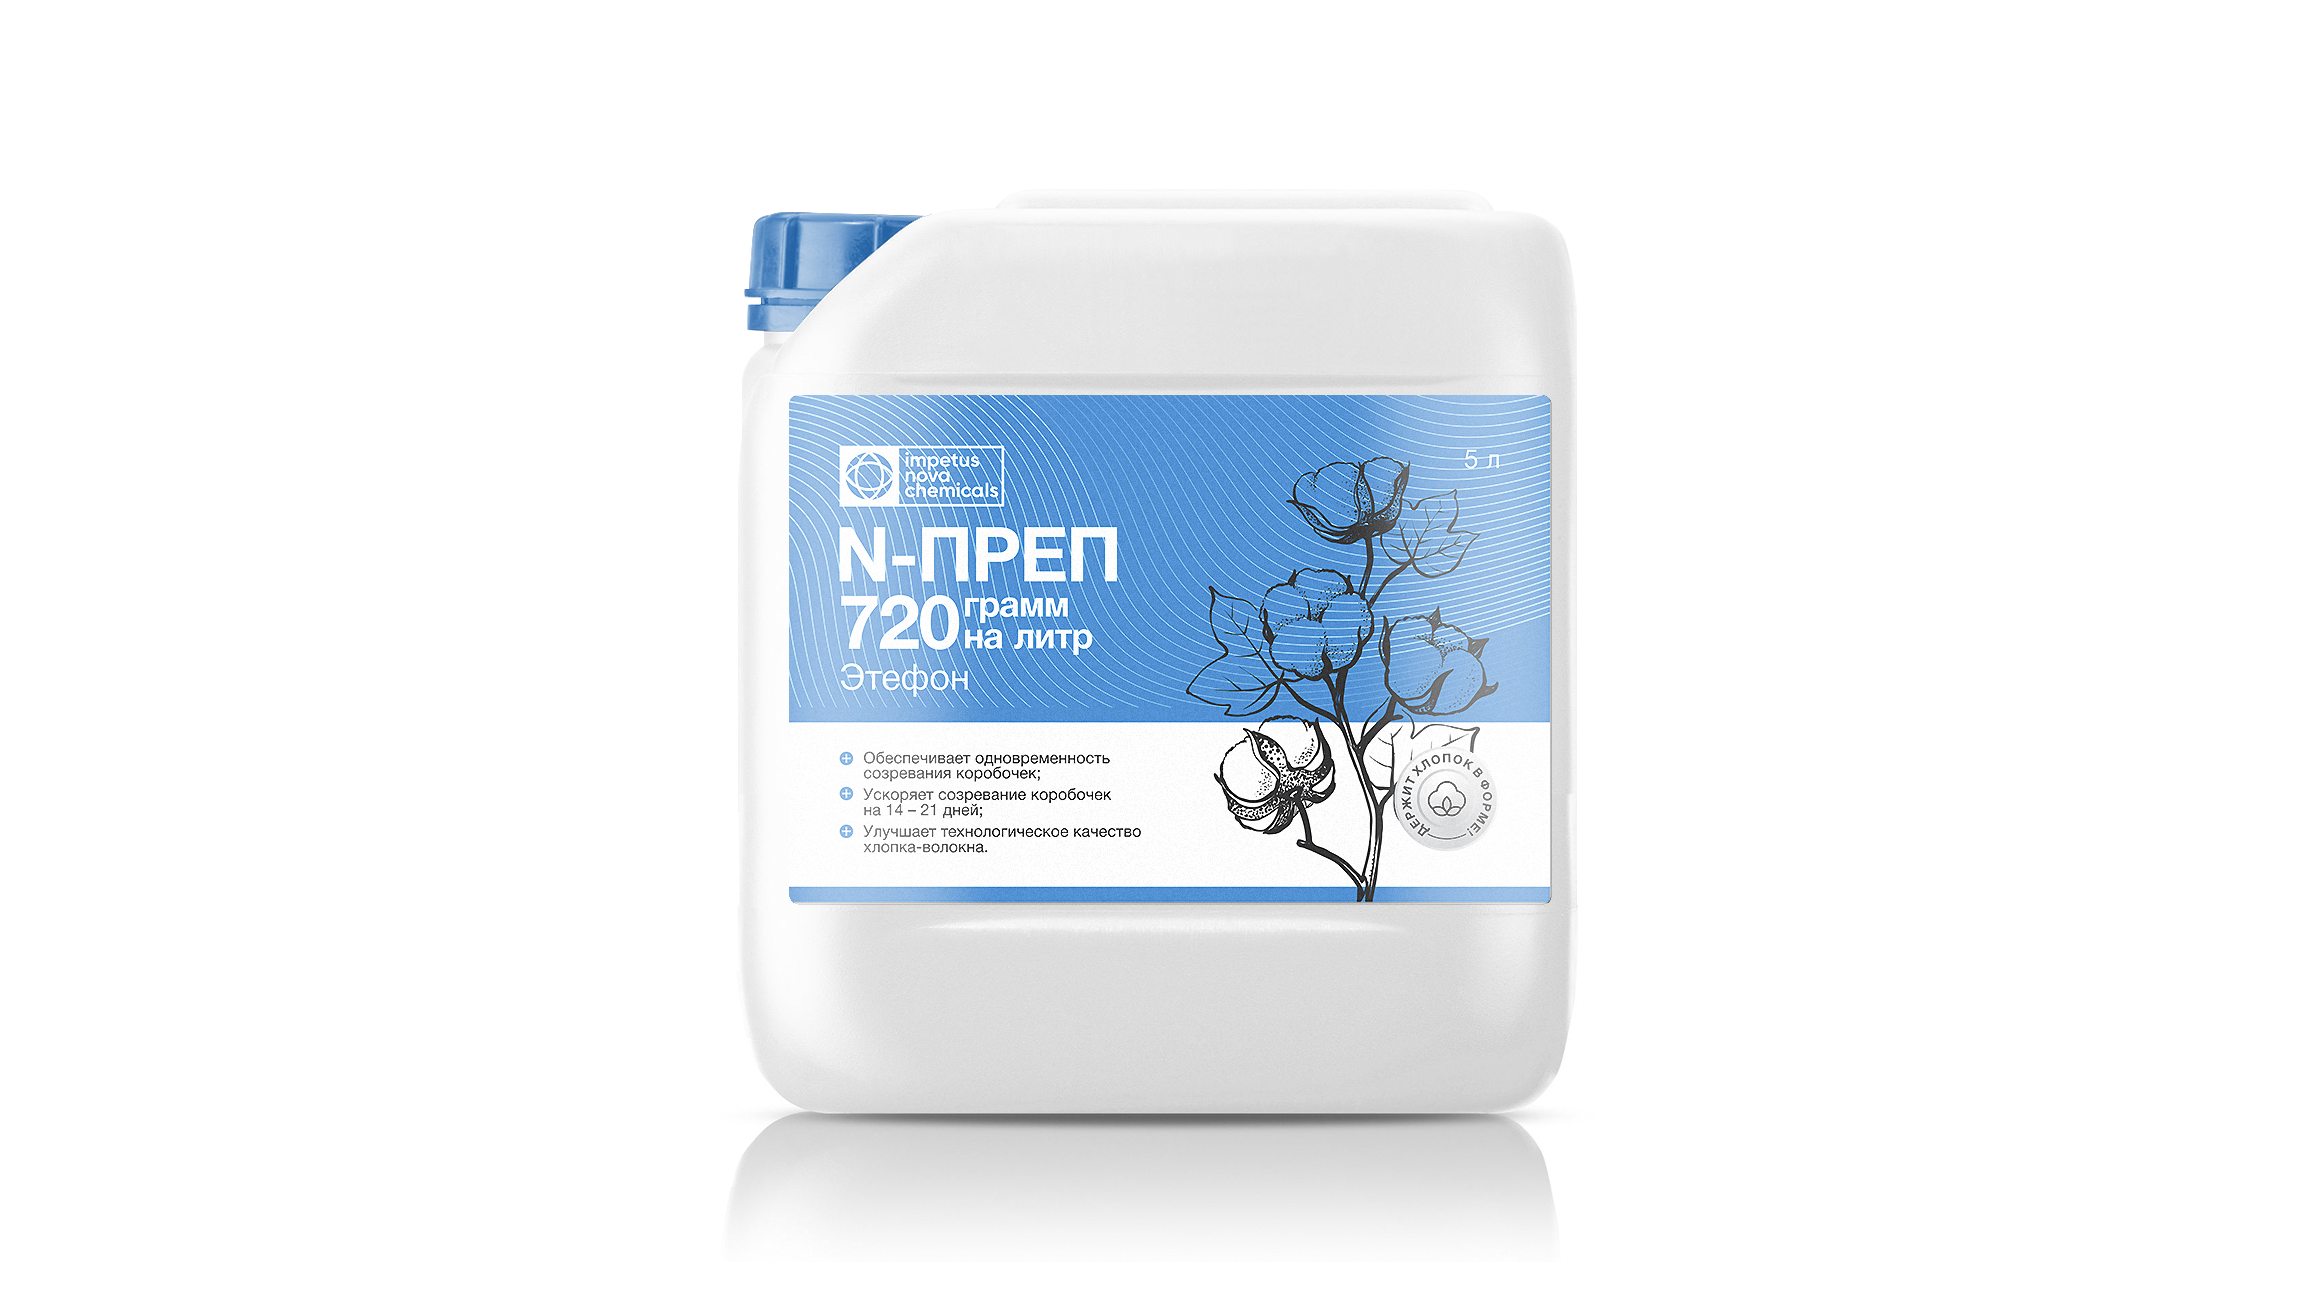 impetus
nova
chemicals
5 л
N-ПРЕП
720 грамм
на литр
Этефон
Обеспечивает одновременность
созревания коробочек;
Ускоряет созревание коробочек
на 14 – 21 дней;
Улучшает технологическое качество
хлопка-волокна.
ДЕРЖИТ ХЛОПОК В ФОРМЕ!